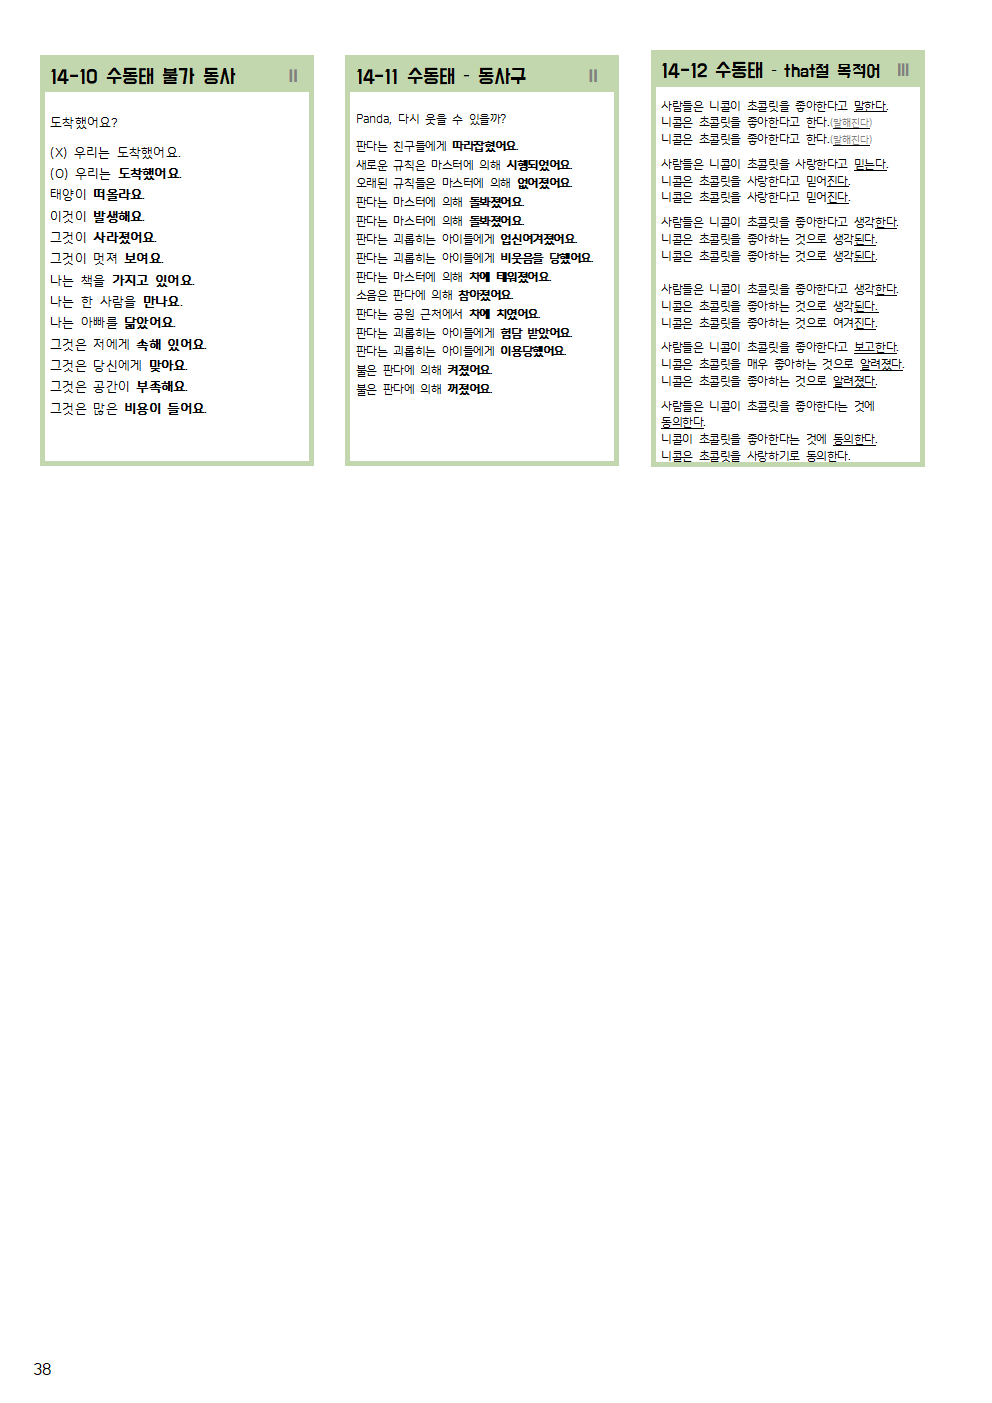 14-10 수동태 불가 동사 II
도착했어요?
(X) 우리는 도착했어요.
(O) 우리는 도착했어요.
태양이 떠올라요.
이것이 발생해요.
그것이 사라졌어요.
그것이 멋져 보여요.
나는 책을 가지고 있어요.
나는 한 사람을 만나요.
나는 아빠를 닮았어요.
그것은 저에게 속해 있어요.
그것은 당신에게 맞아요.
그것은 공간이 부족해요.
그것은 많은 비용이 들어요.
14-11 수동태 - 동사구 II
Panda, 다시 웃을 수 있을까?
판다는 친구들에게 따라잡혔어요.
새로운 규칙은 마스터에 의해 시행되었어요.
오래된 규칙들은 마스터에 의해 없어졌어요.
판다는 마스터에 의해 돌봐졌어요.
판다는 마스터에 의해 돌봐졌어요.
판다는 괴롭히는 아이들에게 업신여겨졌어요.
판다는 괴롭히는 아이들에게 비웃음을 당했어요.
판다는 마스터에 의해 차에 태워졌어요.
소음은 판다에 의해 참아졌어요.
판다는 공원 근처에서 차에 치였어요.
판다는 괴롭히는 아이들에게 험담 받았어요.
판다는 괴롭히는 아이들에게 이용당했어요.
불은 판다에 의해 켜졌어요.
불은 판다에 의해 꺼졌어요.
14-12 수동태 - that절 목적어 III
사람들은 니콜이 초콜릿을 좋아한다고 말한다.
니콜은 초콜릿을 좋아한다고 한다.(말해진다)
니콜은 초콜릿을 좋아한다고 한다.(말해진다)
사람들은 니콜이 초콜릿을 사랑한다고 믿는다.
니콜은 초콜릿을 사랑한다고 믿어진다.
니콜은 초콜릿을 사랑한다고 믿어진다.
사람들은 니콜이 초콜릿을 좋아한다고 생각한다.
니콜은 초콜릿을 좋아하는 것으로 생각된다.
니콜은 초콜릿을 좋아하는 것으로 생각된다.
사람들은 니콜이 초콜릿을 좋아한다고 생각한다.
니콜은 초콜릿을 좋아하는 것으로 생각된다.
니콜은 초콜릿을 좋아하는 것으로 여겨진다.
사람들은 니콜이 초콜릿을 좋아한다고 보고한다.
니콜은 초콜릿을 매우 좋아하는 것으로 알려졌다.
니콜은 초콜릿을 좋아하는 것으로 알려졌다.
사람들은 니콜이 초콜릿을 좋아한다는 것에
동의한다.
니콜이 초콜릿을 좋아한다는 것에 동의한다.
니콜은 초콜릿을 사랑하기로 동의한다.
38